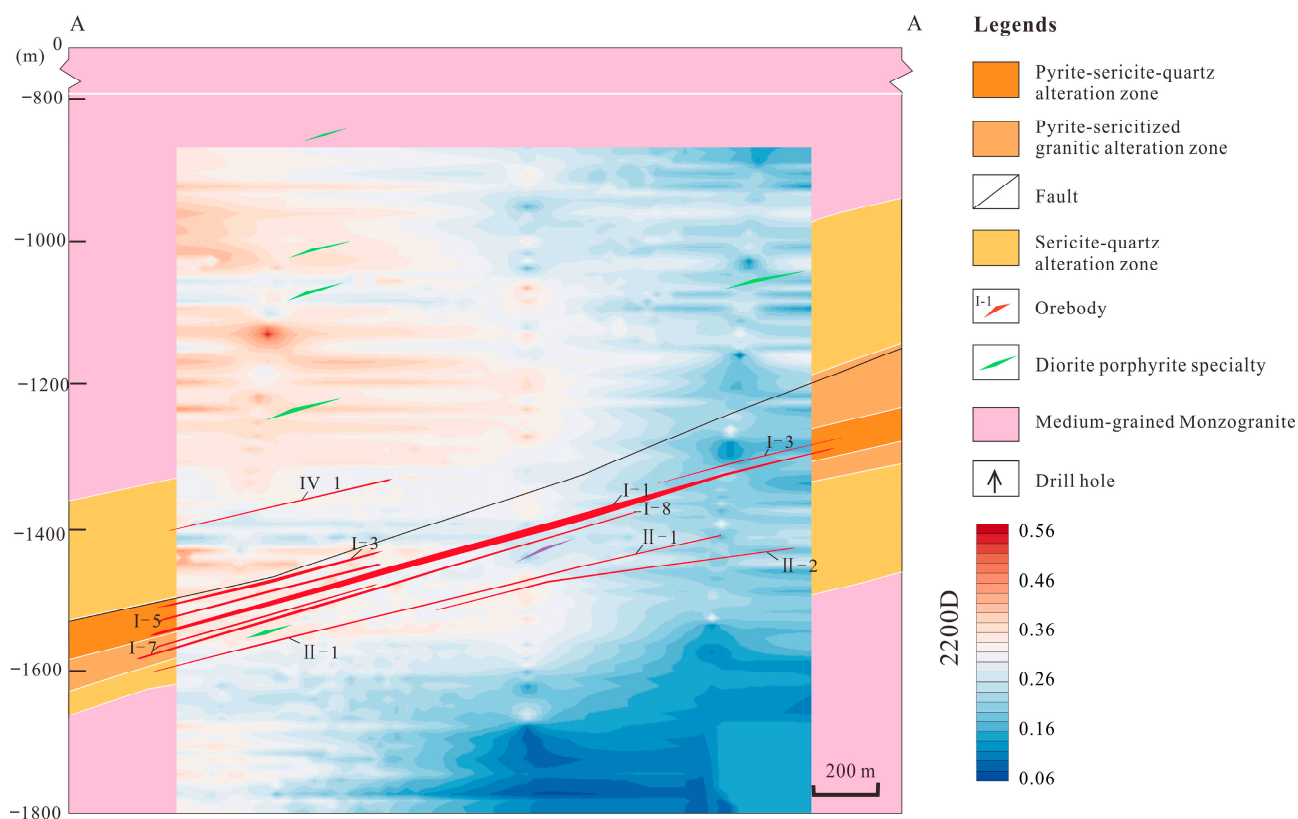 A
A
0
(m)
−800
−1000
−1200
−1400
−1600
−1800
I-3
I-1
I-8
IV 1
II-1
I-3
II-2
I-5
I-7
II-1
200 m
Legends
Pyrite-sericite-quartz
alteration zone
Pyrite-sericitized
granitic alteration zone
Fault
Sericite-quartz
alteration zone
I-1
Orebody
Diorite porphyrite specialty
Medium-grained Monzogranite
Drill hole
2200D
0.56
0.46
0.36
0.26
0.16
0.06